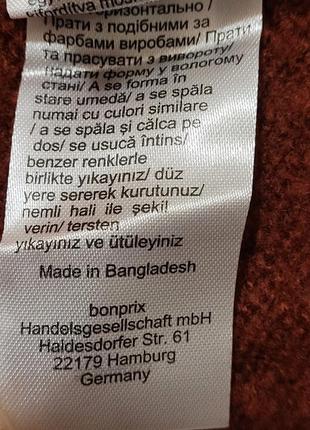 горизонтально /
Прати з подібними за
фарбами виробами/ Прати
та прасувати з вивороту/
Надати форму у вологому
стані/ A se forma în
stare umedă/ a se spăla
numai cu culori similare
/ a se spăla și călca pe
dos/ se usucă întins/
benzer renklerle
birlikte yıkayınız/ düz
yere sererek kurutunuz/
nemli hali ile şekil
verin/ tersten
yıkayınız ve ütüleyiniz
Made in Bangladesh
bonprix
Handelsgesellschaft mbH
Haldesdorfer Str. 61
22179 Hamburg
Germany